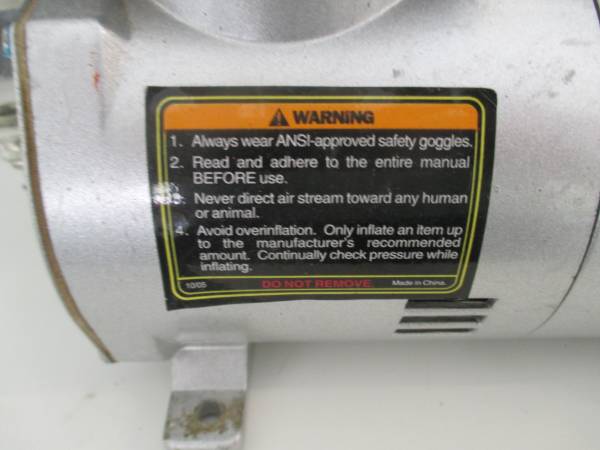 WARNING
1. Always wear ANSI-approved safety goggles.
2. Read and adhere to the entire manual
BEFORE use.
3. Never direct air stream toward any human
or animal.
4. Avoid overinflation. Only inflate an item up
to the manufacturer's recommended
amount. Continually check pressure while
inflating.
10/05 DO NOT REMOVE Made in China.